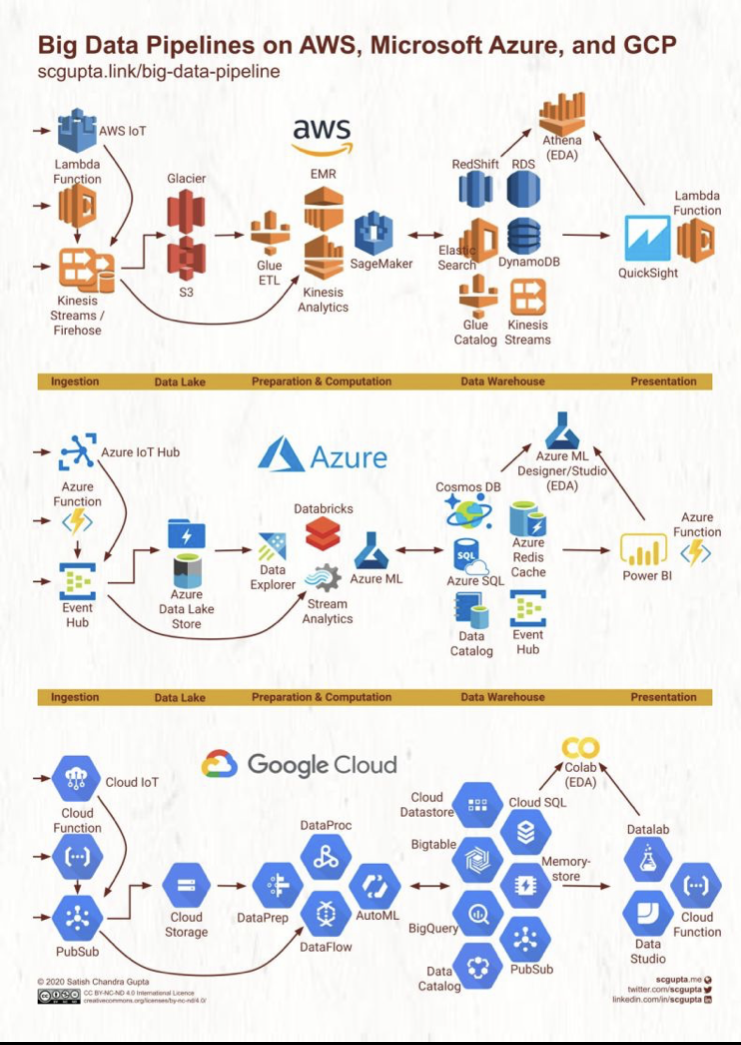 Big Data Pipelines on AWS, Microsoft Azure, and GCP
scgupta.link/big-data-pipeline
AWS IoT
Lambda
Function
Kinesis
Streams /
Firehose
Glacier
S3
aws
EMR
Glue
ETL
SageMaker
Kinesis
Analytics
Athena
(EDA)
RedShift
RDS
Elastic
Search
DynamoDB
Glue
Catalog
Kinesis
Streams
QuickSight
Lambda
Function
Ingestion
Data Lake
Preparation & Computation
Data Warehouse
Presentation
Azure IoT Hub
Azure
Function
Event
Hub
Azure
Data Lake
Store
Azure
Databricks
Data
Explorer
Azure ML
Stream
Analytics
Azure ML
Designer/Studio
(EDA)
Cosmos DB
Azure
Redis
Cache
SQL
Azure SQL
Data
Catalog
Event
Hub
Power BI
Azure
Function
Ingestion
Data Lake
Preparation & Computation
Data Warehouse
Presentation
Cloud IoT
Cloud
Function
PubSub
Cloud
Storage
Google Cloud
DataProc
DataPrep
AutoML
DataFlow
Colab
(EDA)
Cloud
Datastore
Cloud SQL
Bigtable
Memory-
store
BigQuery
PubSub
Data
Catalog
Datalab
Data
Studio
Cloud
Function
© 2020 Satish Chandra Gupta
CC BY-NC-ND 4.0 International Licence
creativecommons.org/licenses/by-nc-nd/4.0/
scgupta.me
twitter.com/scgupta
linkedin.com/in/scgupta